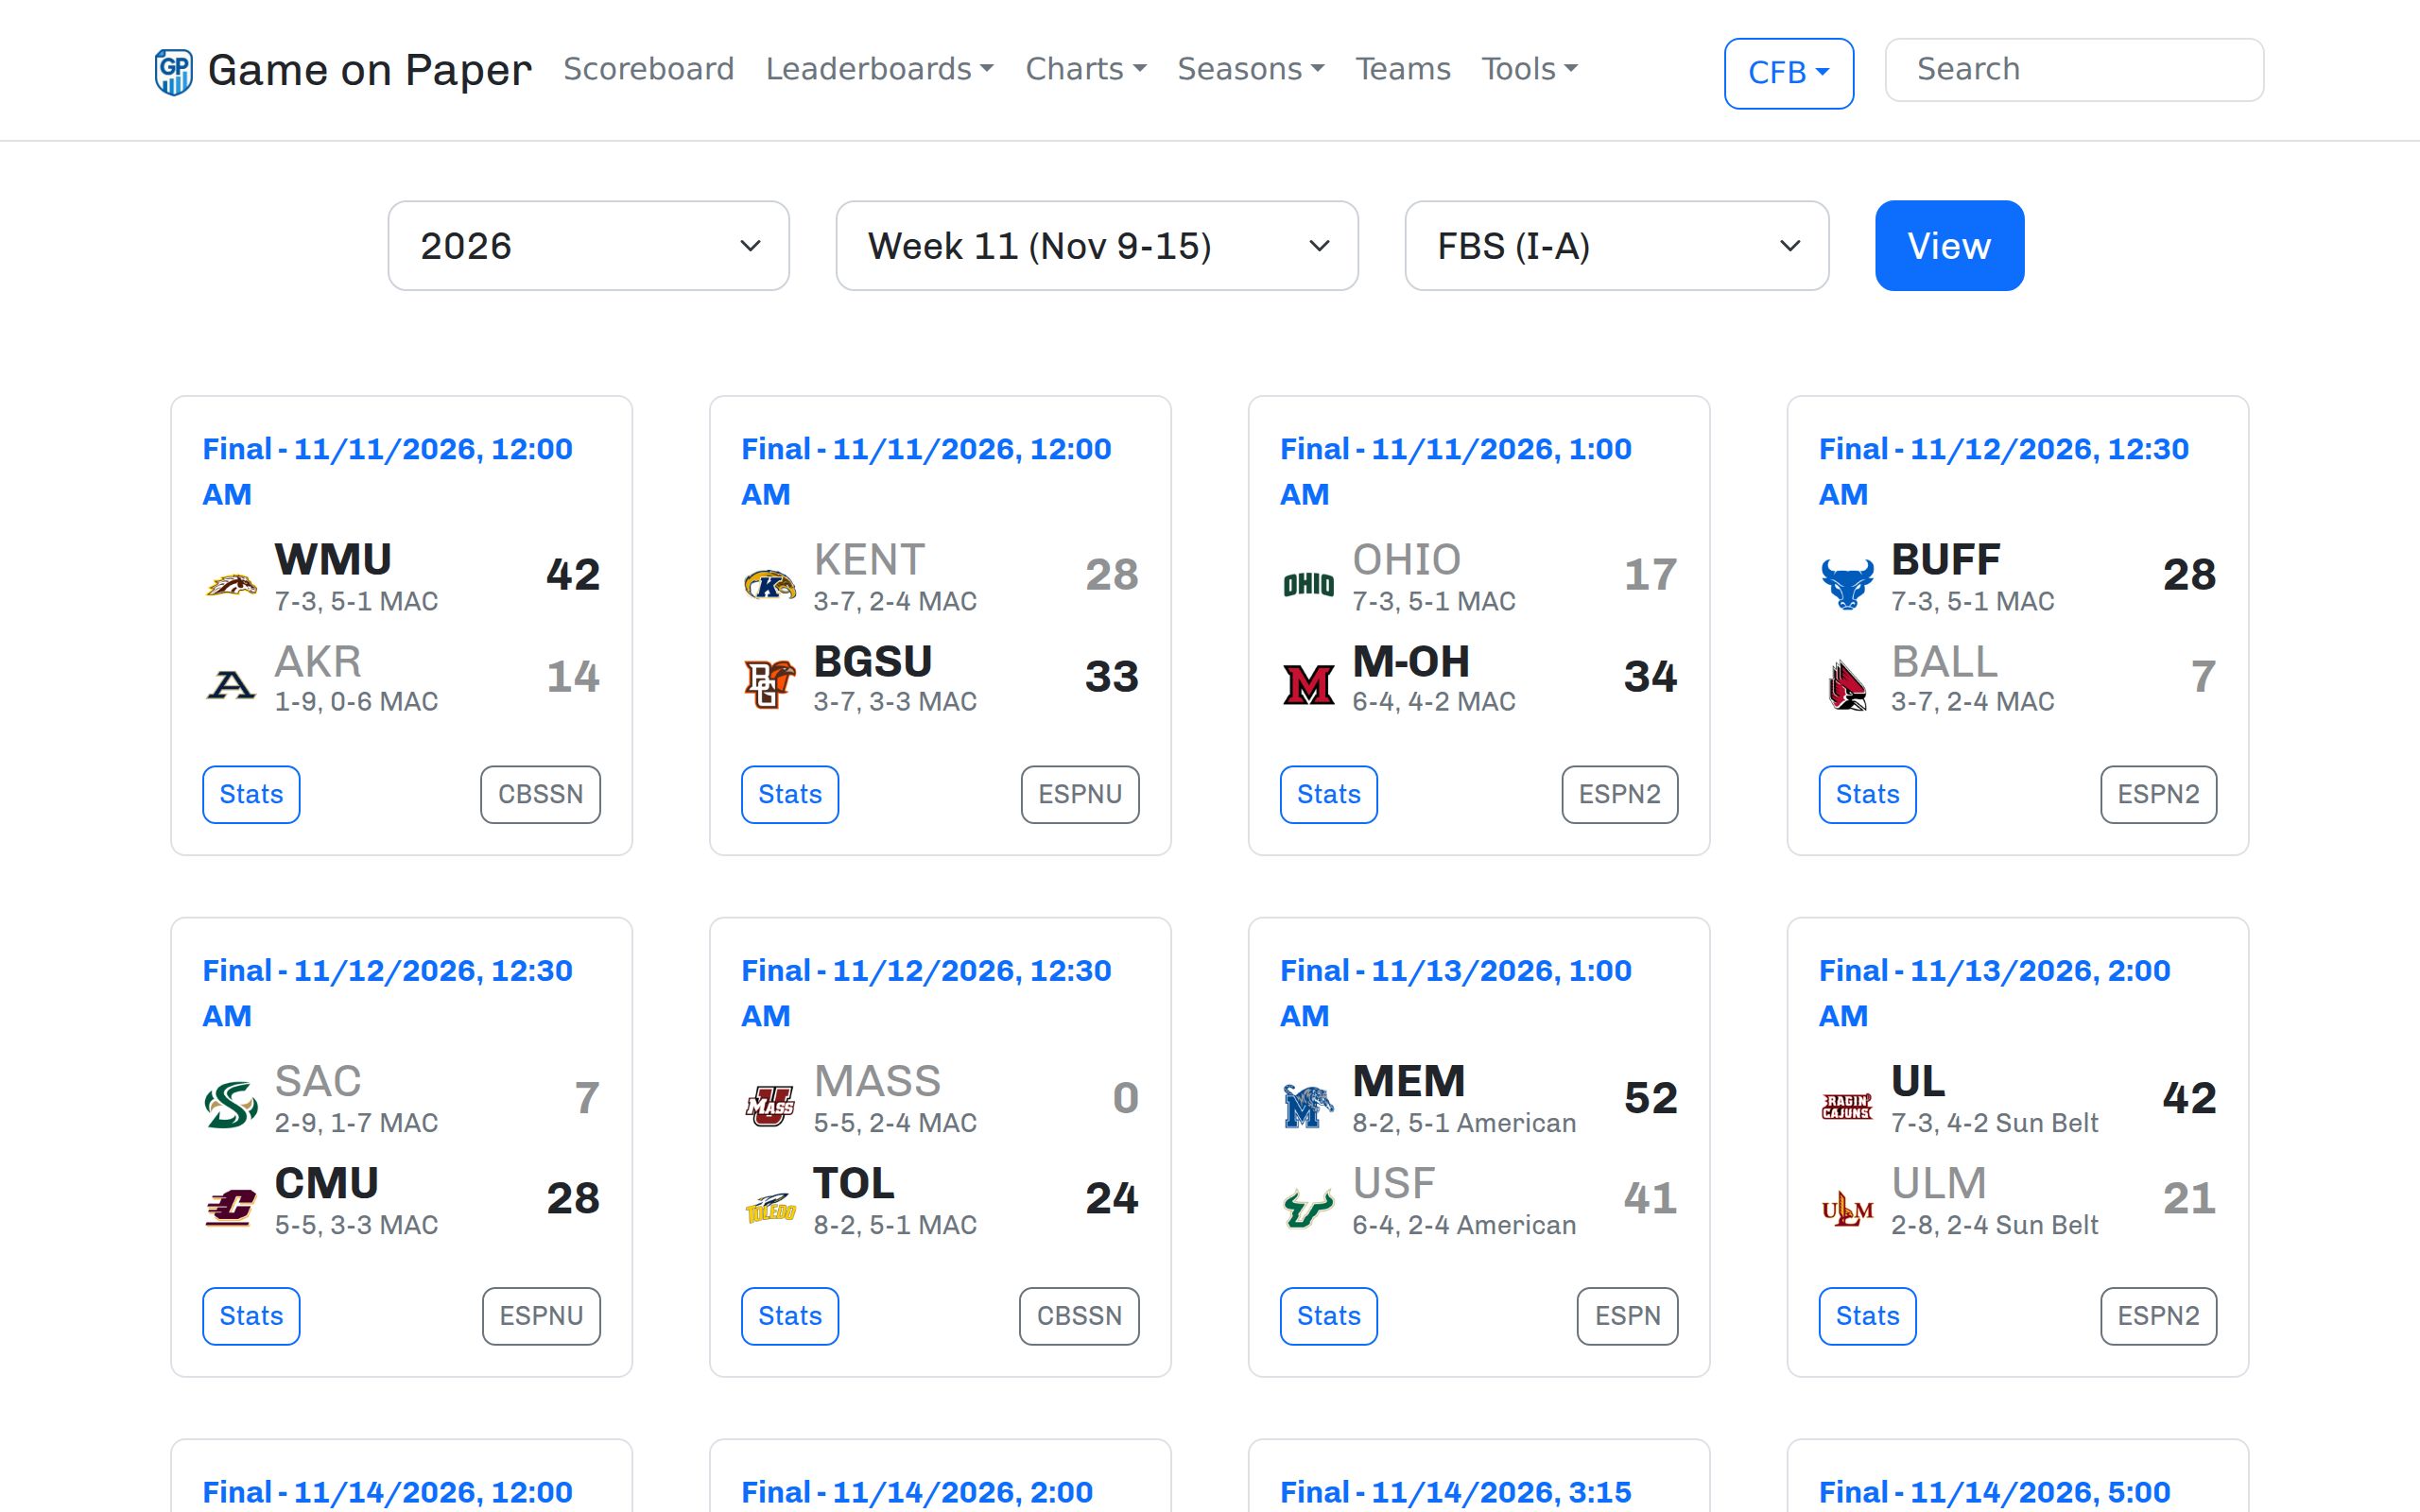 GP Game on Paper Scoreboard Leaderboards Charts Seasons Teams Tools CFB Search
2026 Week 11 (Nov 9-15) FBS (I-A) View
Final - 11/11/2026, 12:00 AM
WMU 42
7-3, 5-1 MAC
AKR 14
1-9, 0-6 MAC
Stats CBSSN
Final - 11/11/2026, 12:00 AM
KENT 28
3-7, 2-4 MAC
BGSU 33
3-7, 3-3 MAC
Stats ESPNU
Final - 11/11/2026, 1:00 AM
OHIO
OHIO 17
7-3, 5-1 MAC
M-OH 34
6-4, 4-2 MAC
Stats ESPN2
Final - 11/12/2026, 12:30 AM
BUFF 28
7-3, 5-1 MAC
BALL 7
3-7, 2-4 MAC
Stats ESPN2
Final - 11/12/2026, 12:30 AM
SAC 7
2-9, 1-7 MAC
CMU 28
5-5, 3-3 MAC
Stats ESPNU
Final - 11/12/2026, 12:30 AM
MASS
MASS 0
5-5, 2-4 MAC
TOLEDO
TOL 24
8-2, 5-1 MAC
Stats CBSSN
Final - 11/13/2026, 1:00 AM
MEM 52
8-2, 5-1 American
USF 41
6-4, 2-4 American
Stats ESPN
Final - 11/13/2026, 2:00 AM
RAGIN' CAJUNS
UL 42
7-3, 4-2 Sun Belt
ULM
ULM 21
2-8, 2-4 Sun Belt
Stats ESPN2
Final - 11/14/2026, 12:00
Final - 11/14/2026, 2:00
Final - 11/14/2026, 3:15
Final - 11/14/2026, 5:00